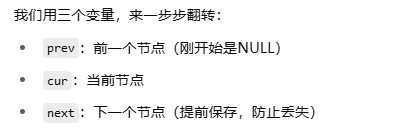 我们用三个变量，来一步步翻转：
• prev：前一个节点（刚开始是NULL）
• cur：当前节点
• next：下一个节点（提前保存，防止丢失）